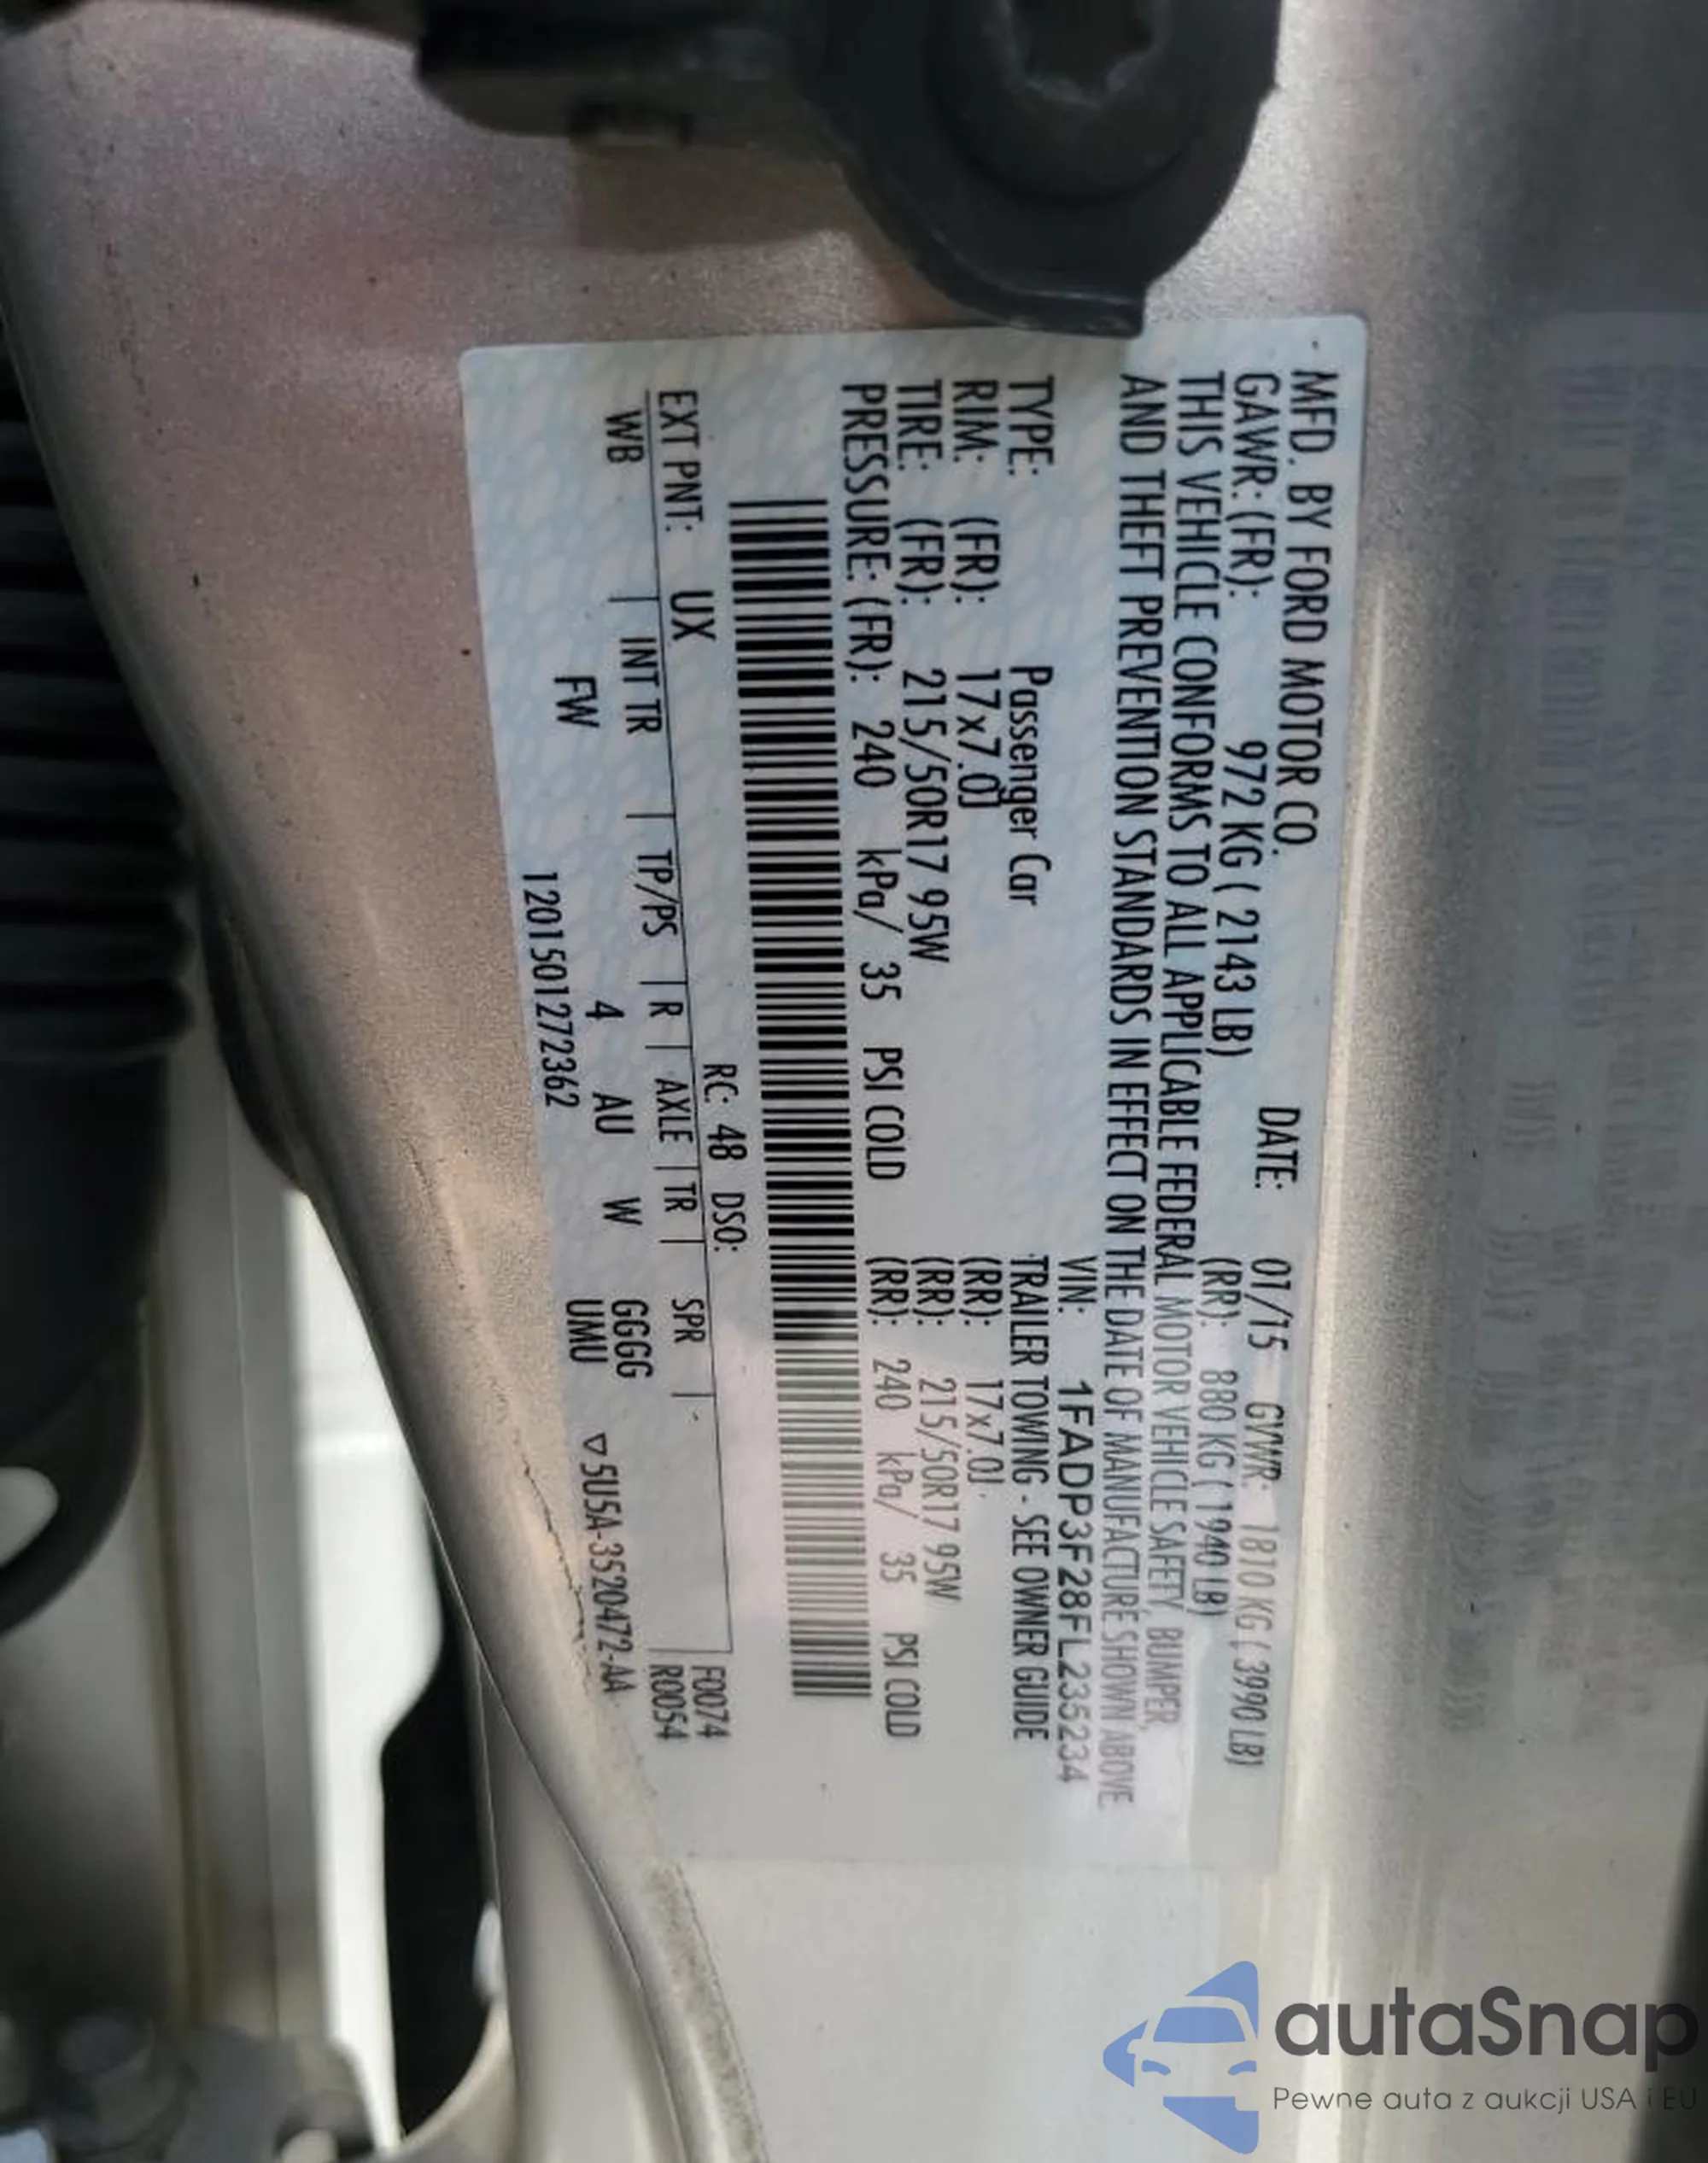 MFD. BY FORD MOTOR CO.
DATE: 01/15 GVWR: 1810 KG ( 3990 LB)
GAWR: (FR): 972 KG ( 2143 LB) (RR): 880 KG ( 1940 LB)
THIS VEHICLE CONFORMS TO ALL APPLICABLE FEDERAL MOTOR VEHICLE SAFETY, BUMPER,
AND THEFT PREVENTION STANDARDS IN EFFECT ON THE DATE OF MANUFACTURE SHOWN ABOVE.
VIN: 1FADP3F28FL235234
TYPE: Passenger Car TRAILER TOWING - SEE OWNER GUIDE
RIM: (FR): 17x7.0J (RR): 17x7.0J
TIRE: (FR): 215/50R17 95W (RR): 215/50R17 95W
PRESSURE: (FR): 240 kPa/ 35 PSI COLD (RR): 240 kPa/ 35 PSI COLD
EXT PNT: UX RC: 48 DSO: F0074
WB | INT TR | TP/PS | R | AXLE | TR | SPR | R0054
FW 4 AU W GGGG
UMU
12015012723​62 ▽5U5A-3520472-AA
autaSnap
Pewne auta z aukcji USA i EU